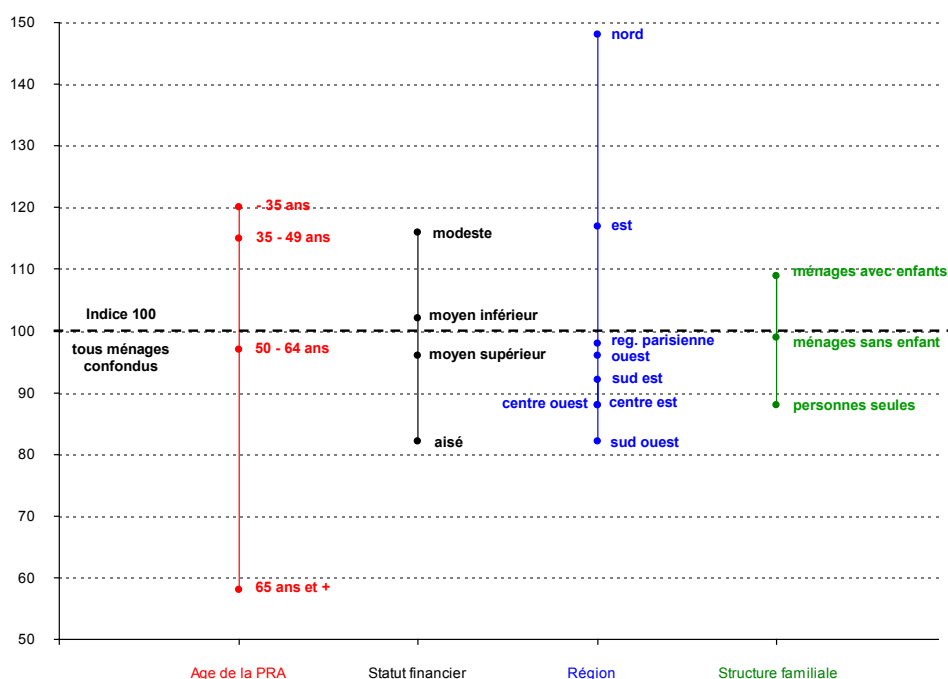 150
140
130
120
110
100
90
80
70
60
50
Indice 100
tous ménages
confondus
- 35 ans
35 - 49 ans
50 - 64 ans
65 ans et +
modeste
moyen inférieur
moyen supérieur
aisé
nord
est
reg. parisienne
ouest
sud est
centre ouest
centre est
sud ouest
ménages avec enfants
ménages sans enfant
personnes seules
Age de la PRA
Statut financier
Région
Structure familiale